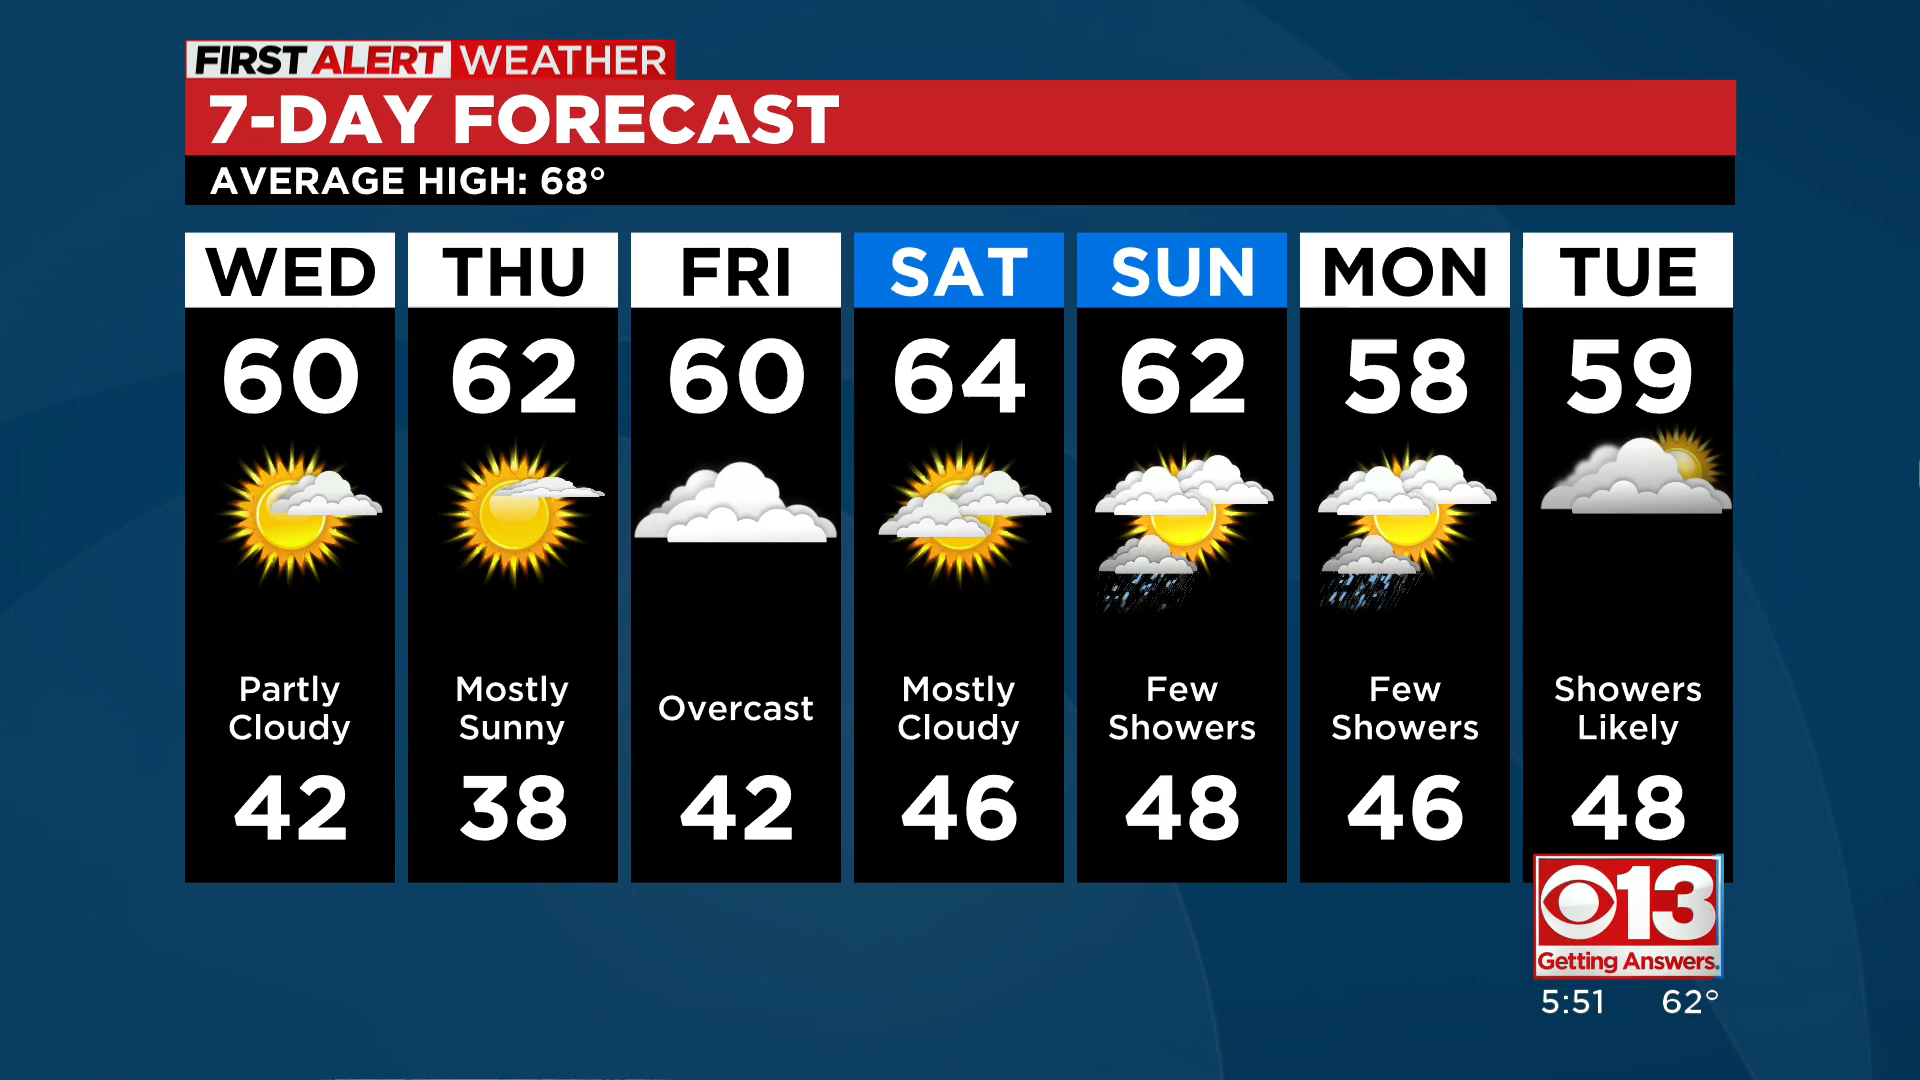 FIRST ALERT WEATHER
7-DAY FORECAST
AVERAGE HIGH: 68°
WED THU FRI SAT SUN MON TUE
60 62 60 64 62 58 59
Partly Cloudy
Mostly Sunny
Overcast
Mostly Cloudy
Few Showers
Few Showers
Showers Likely
42 38 42 46 48 46 48
13
Getting Answers.
5:51 62°